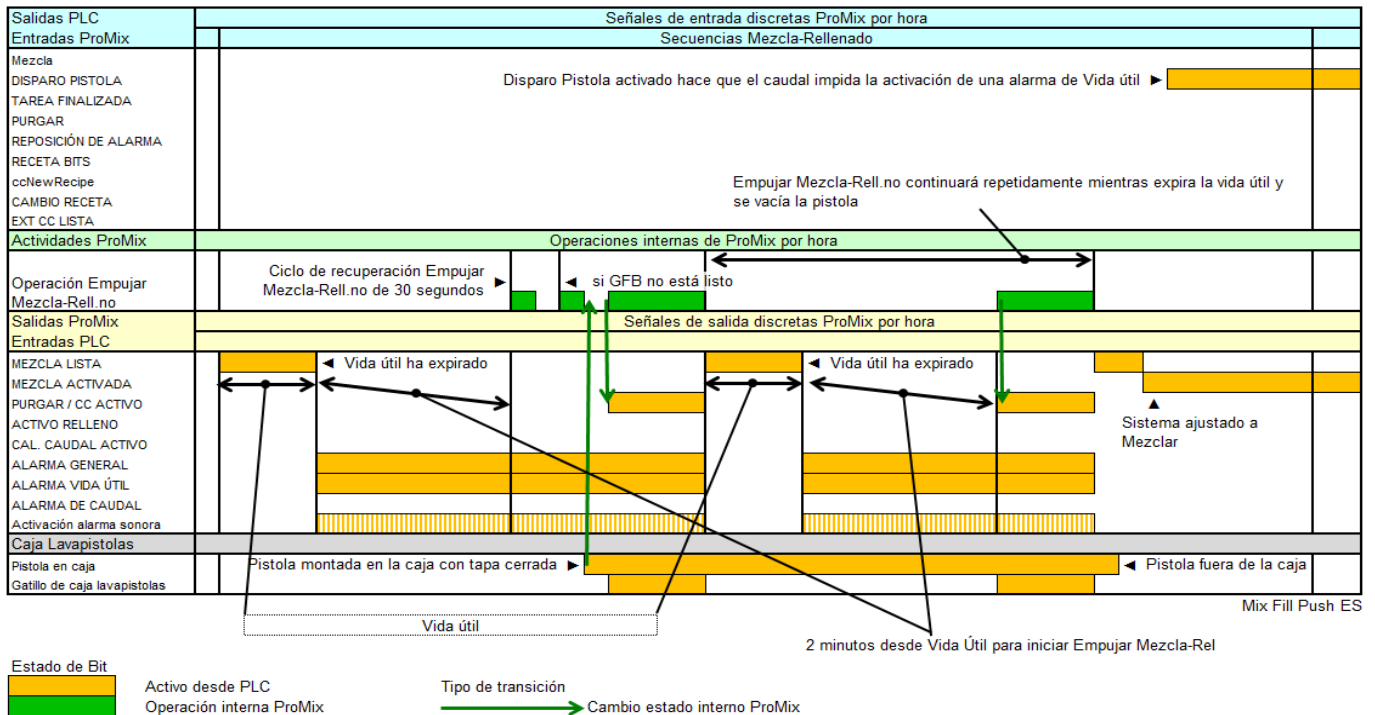 Salidas PLC
Señales de entrada discretas ProMix por hora
Entradas ProMix
Secuencias Mezcla-Rellenado
Mezcla
DISPARO PISTOLA
Disparo Pistola activado hace que el caudal impida la activación de una alarma de Vida útil ►
TAREA FINALIZADA
PURGAR
REPOSICIÓN DE ALARMA
RECETA BITS
ccNewRecipe
CAMBIO RECETA
EXT CC LISTA
Empujar Mezcla-Rell.no continuará repetidamente mientras expira la vida útil y
se vacía la pistola
Actividades ProMix
Operaciones internas de ProMix por hora
Operación Empujar
Mezcla-Rell.no
Ciclo de recuperación Empujar
Mezcla-Rell.no de 30 segundos ►
◄ si GFB no está listo
Salidas ProMix
Señales de salida discretas ProMix por hora
Entradas PLC
MEZCLA LISTA
◄ Vida útil ha expirado
◄ Vida útil ha expirado
MEZCLA ACTIVADA
PURGAR / CC ACTIVO
ACTIVO RELLENO
CAL. CAUDAL ACTIVO
ALARMA GENERAL
ALARMA VIDA ÚTIL
ALARMA DE CAUDAL
Activación alarma sonora
▲
Sistema ajustado a
Mezclar
Caja Lavapistolas
Pistola en caja
Pistola montada en la caja con tapa cerrada ►
◄ Pistola fuera de la caja
Gatillo de caja lavapistolas
Mix Fill Push ES
Vida útil
2 minutos desde Vida Útil para iniciar Empujar Mezcla-Rel
Estado de Bit
Activo desde PLC
Operación interna ProMix
Tipo de transición
Cambio estado interno ProMix